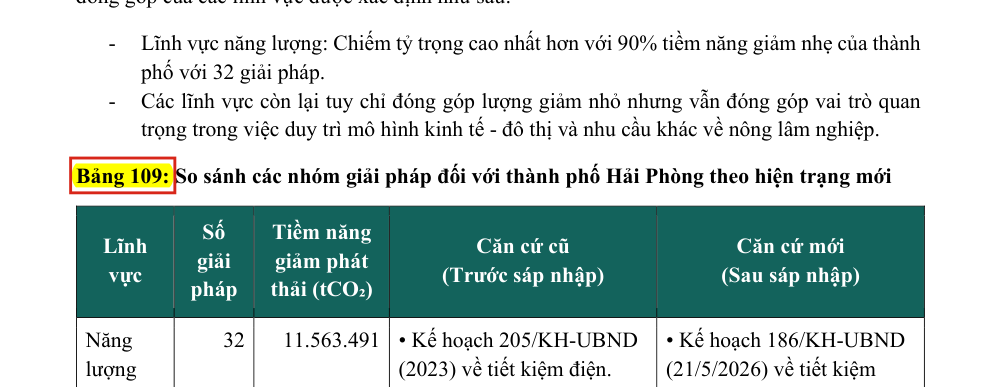 - Lĩnh vực năng lượng: Chiếm tỷ trọng cao nhất hơn với 90% tiềm năng giảm nhẹ của thành
phố với 32 giải pháp.
- Các lĩnh vực còn lại tuy chỉ đóng góp lượng giảm nhỏ nhưng vẫn đóng góp vai trò quan
trọng trong việc duy trì mô hình kinh tế - đô thị và nhu cầu khác về nông lâm nghiệp.
Bảng 109: So sánh các nhóm giải pháp đối với thành phố Hải Phòng theo hiện trạng mới
Lĩnh
vực
Số
giải
pháp
Tiềm năng
giảm phát
thải (tCO₂)
Căn cứ cũ
(Trước sáp nhập)
Căn cứ mới
(Sau sáp nhập)
Năng
lượng
32
11.563.491
• Kế hoạch 205/KH-UBND
(2023) về tiết kiệm điện.
• Kế hoạch 186/KH-UBND
(21/5/2026) về tiết kiệm